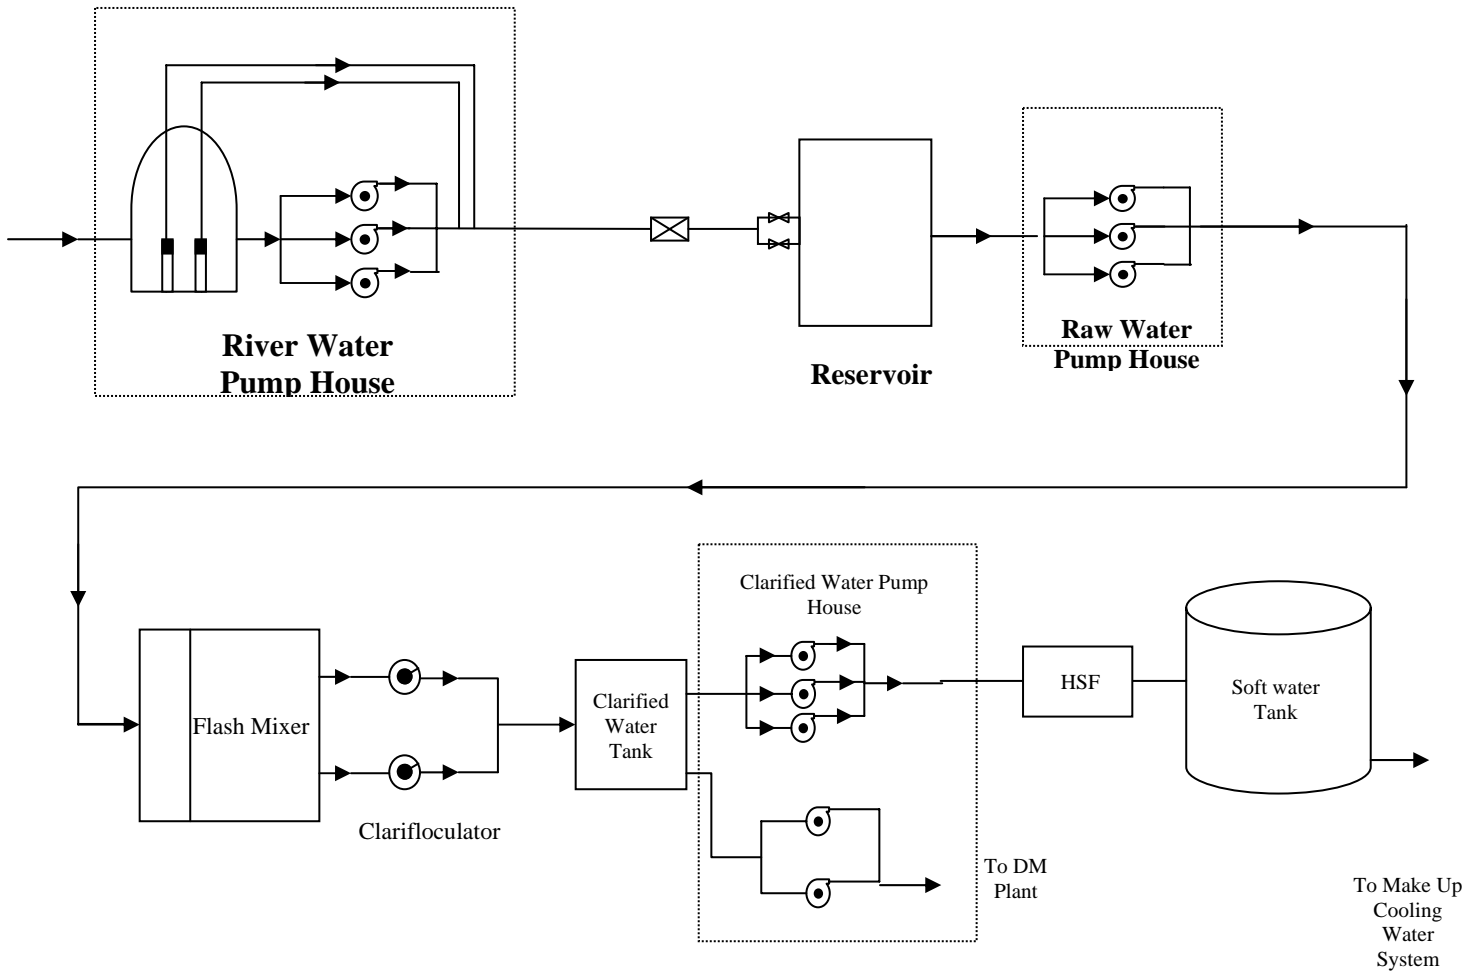 River Water
Pump House
Reservoir
Raw Water
Pump House
Clarified Water Pump
House
Flash Mixer
Clarifloculator
Clarified
Water
Tank
HSF
Soft water
Tank
To DM
Plant
To Make Up
Cooling
Water
System